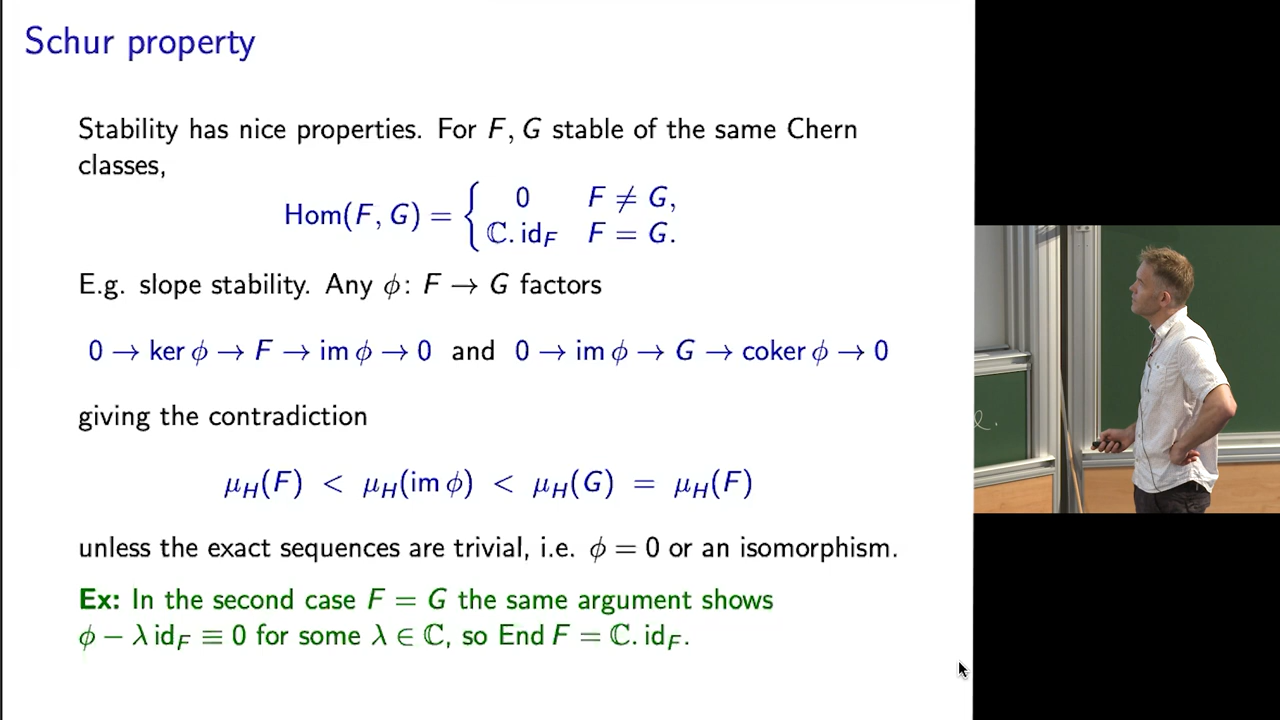 Schur property
Stability has nice properties. For F, G stable of the same Chern
classes,
Hom(F, G) = { 0 F ≠ G,
ℂ. id_F F = G.
E.g. slope stability. Any ϕ: F → G factors
0 → ker ϕ → F → im ϕ → 0 and 0 → im ϕ → G → coker ϕ → 0
giving the contradiction
μ_H(F) < μ_H(im ϕ) < μ_H(G) = μ_H(F)
unless the exact sequences are trivial, i.e. ϕ = 0 or an isomorphism.
Ex: In the second case F = G the same argument shows
ϕ − λ id_F ≡ 0 for some λ ∈ ℂ, so End F = ℂ. id_F.